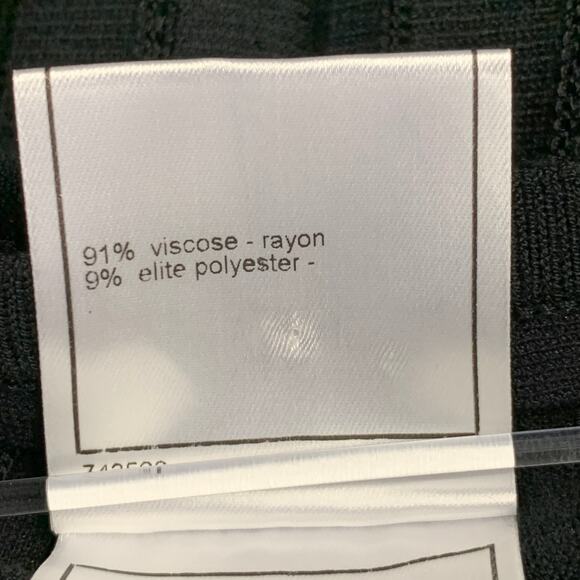 91% viscose - rayon
9% elite polyester -